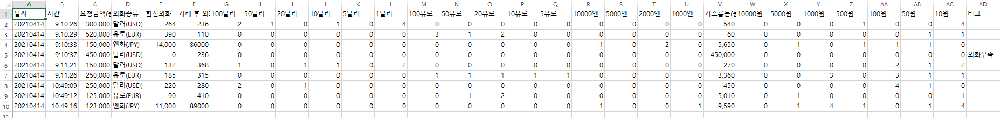 A B C D E F G H I J K L M N O P Q R S T U V W X Y Z AA AB AC AD
1 날짜 시간 요청금액(원 외화종류 환전외화 거래 후 외화 100달러 50달러 20달러 10달러 5달러 1달러 100유로 50유로 20유로 10유로 5유로 10000엔 5000엔 2000엔 1000엔 거스름돈(원 10000원 5000원 1000원 500원 100원 50원 10원 비고
2 20210414 9:10:26 300,000 달러(USD) 264 236 2 1 0 1 0 4 0 0 0 0 0 0 0 0 0 540 0 0 0 1 0 0 4
3 20210414 9:10:29 520,000 유로(EUR) 390 110 0 0 0 0 0 0 3 1 2 0 0 0 0 0 0 60 0 0 0 0 0 1 1
4 20210414 9:10:33 150,000 엔화(JPY) 14,000 86000 0 0 0 0 0 0 0 0 0 0 0 1 0 2 0 5,650 0 1 0 1 1 1 0
5 20210414 9:10:37 450,000 달러(USD) 0 236 0 0 0 0 0 0 0 0 0 0 0 0 0 0 0 450,000 0 0 0 0 0 0 0 외화부족
6 20210414 9:11:21 150,000 달러(USD) 132 368 1 0 1 1 0 2 0 0 0 0 0 0 0 0 0 270 0 0 0 0 2 1 2
7 20210414 9:11:26 250,000 유로(EUR) 185 315 0 0 0 0 0 0 1 1 1 1 1 0 0 0 0 3,360 0 0 3 0 3 1 1
8 20210414 10:49:09 250,000 달러(USD) 220 280 2 0 1 0 0 0 0 0 0 0 0 0 0 0 0 450 0 0 0 0 4 1 0
9 20210414 10:49:12 125,000 유로(EUR) 90 410 0 0 0 0 0 0 0 1 2 0 0 0 0 0 0 5,010 0 1 0 0 0 0 1
10 20210414 10:49:16 123,000 엔화(JPY) 11,000 89000 0 0 0 0 0 0 0 0 0 0 0 1 0 0 1 9,590 0 1 4 1 0 1 4
11